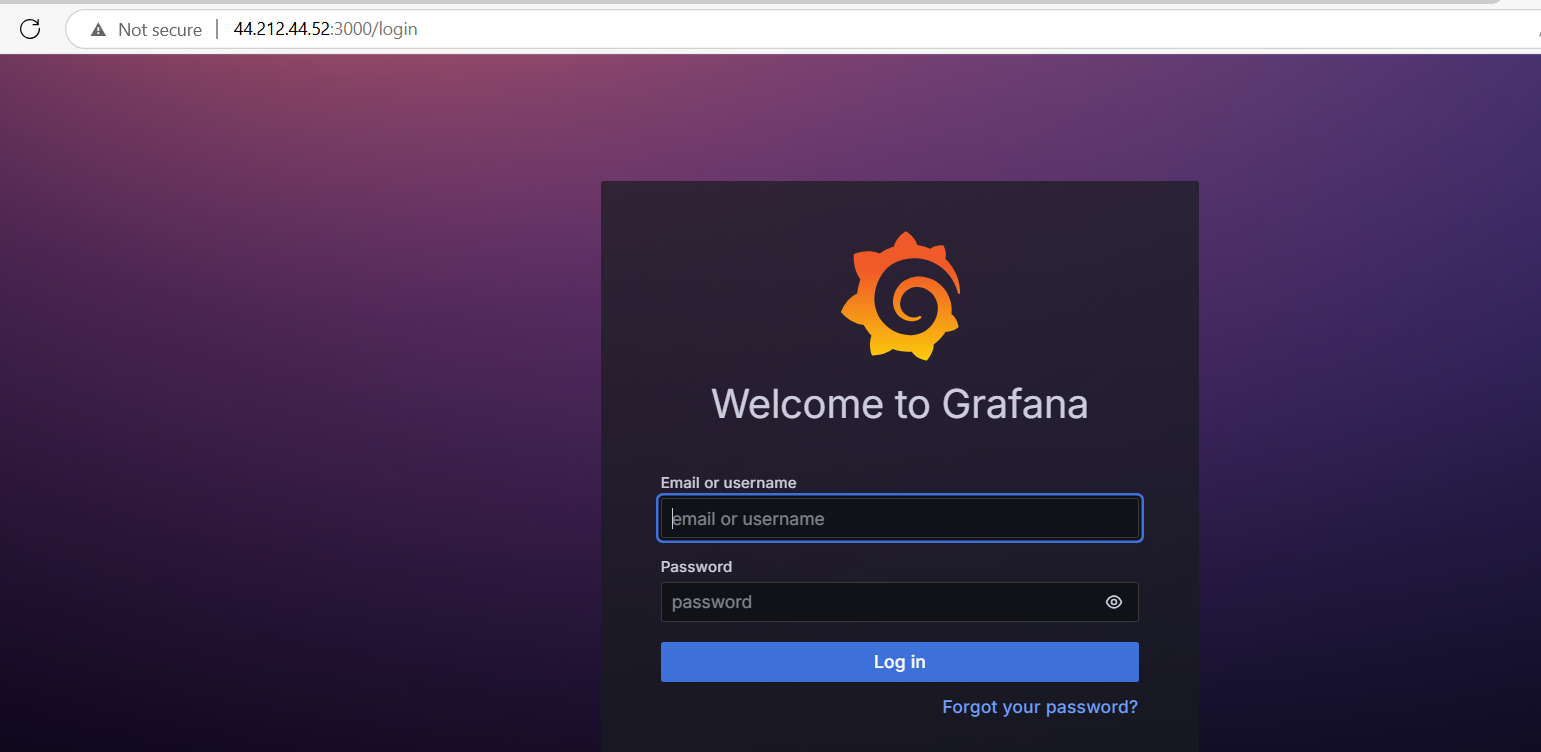 Not secure | 44.212.44.52:3000/login
Welcome to Grafana
Email or username
email or username
Password
password
Log in
Forgot your password?